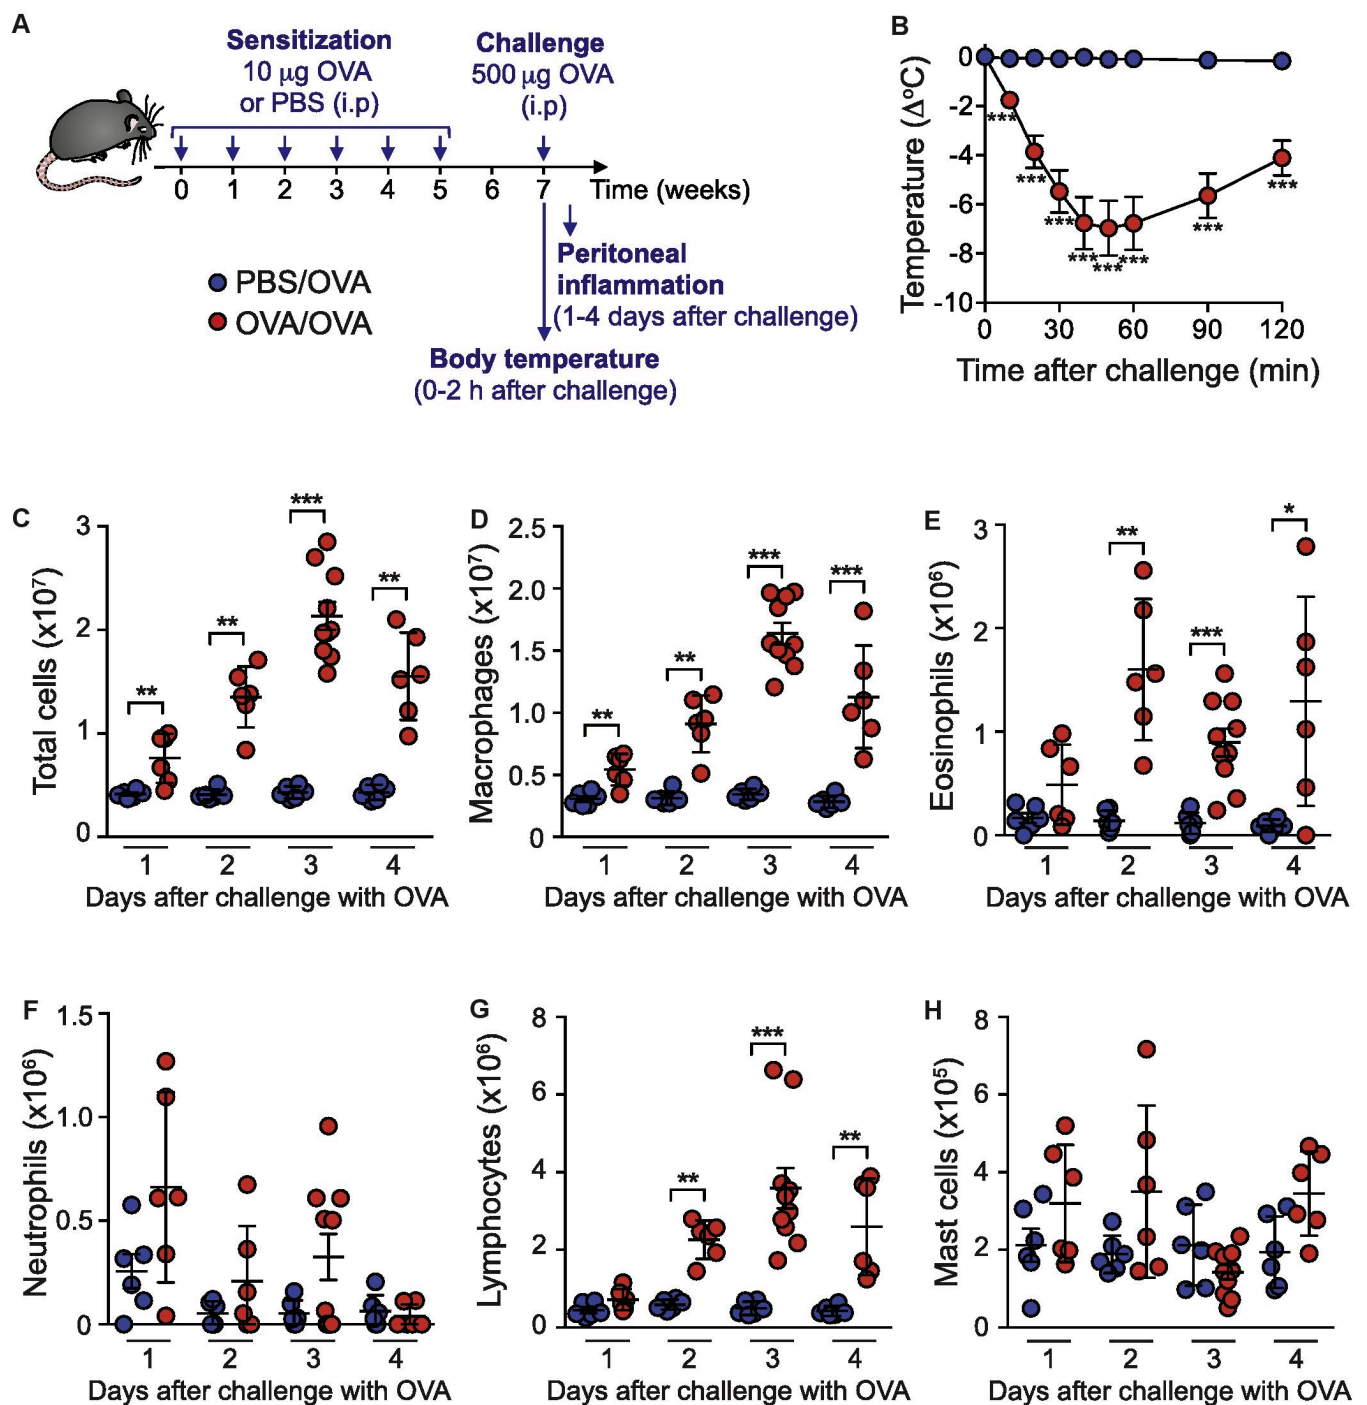 A
Sensitization
10 µg OVA
or PBS (i.p)
Challenge
500 µg OVA
(i.p)
0 1 2 3 4 5 6 7 Time (weeks)
Peritoneal
inflammation
(1-4 days after challenge)
Body temperature
(0-2 h after challenge)
PBS/OVA
OVA/OVA
B
Temperature (ΔºC)
0
-2
-4
-6
-8
-10
*** *** *** *** *** *** *** ***
0 30 60 90 120
Time after challenge (min)
C
Total cells (x10⁷)
3
2
1
0
** ** *** **
1 2 3 4
Days after challenge with OVA
D
Macrophages (x10⁷)
2.5
2.0
1.5
1.0
0.5
0
** ** *** ***
1 2 3 4
Days after challenge with OVA
E
Eosinophils (x10⁶)
3
2
1
0
** *** *
1 2 3 4
Days after challenge with OVA
F
Neutrophils (x10⁶)
1.5
1.0
0.5
0
1 2 3 4
Days after challenge with OVA
G
Lymphocytes (x10⁶)
8
6
4
2
0
** *** **
1 2 3 4
Days after challenge with OVA
H
Mast cells (x10⁵)
8
6
4
2
0
1 2 3 4
Days after challenge with OVA